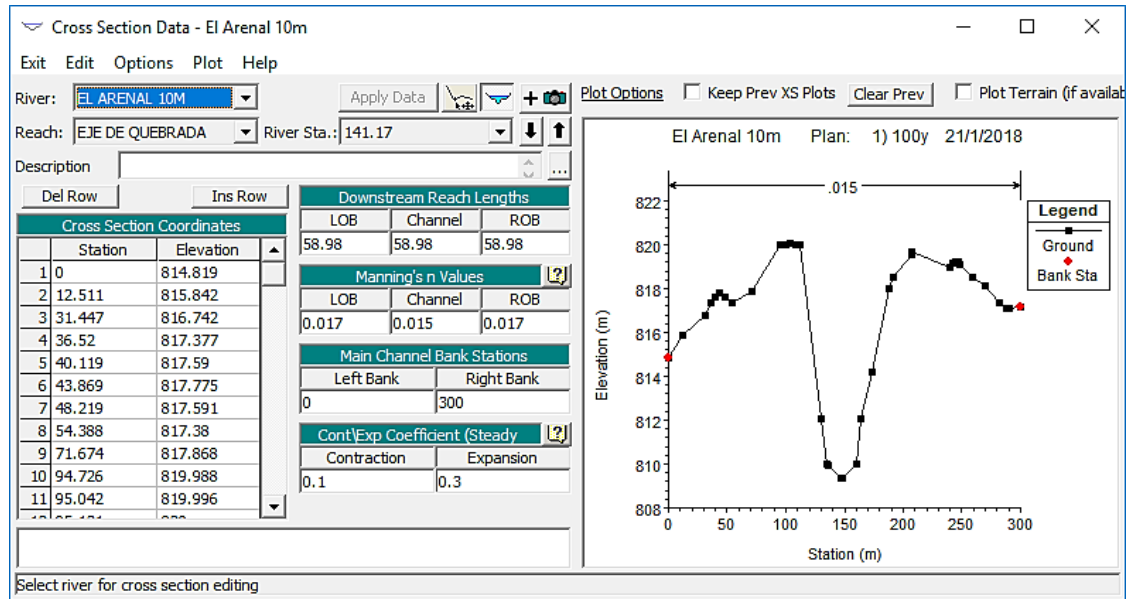 Cross Section Data - El Arenal 10m
Exit Edit Options Plot Help
River: EL ARENAL 10M Apply Data
Reach: EJE DE QUEBRADA River Sta.: 141.17
Description ...
Del Row Ins Row
Cross Section Coordinates
Station Elevation
1 0 814.819
2 12.511 815.842
3 31.447 816.742
4 36.52 817.377
5 40.119 817.59
6 43.869 817.775
7 48.219 817.591
8 54.388 817.38
9 71.674 817.868
10 94.726 819.988
11 95.042 819.996
Downstream Reach Lengths
LOB Channel ROB
58.98 58.98 58.98
Manning's n Values
LOB Channel ROB
0.017 0.015 0.017
Main Channel Bank Stations
Left Bank Right Bank
0 300
Cont\Exp Coefficient (Steady
Contraction Expansion
0.1 0.3
Plot Options Keep Prev XS Plots Clear Prev Plot Terrain (if availab
El Arenal 10m Plan: 1) 100y 21/1/2018
.015
822
820
818
816
814
812
810
808
Elevation (m)
0 50 100 150 200 250 300
Station (m)
Legend
Ground
Bank Sta
Select river for cross section editing